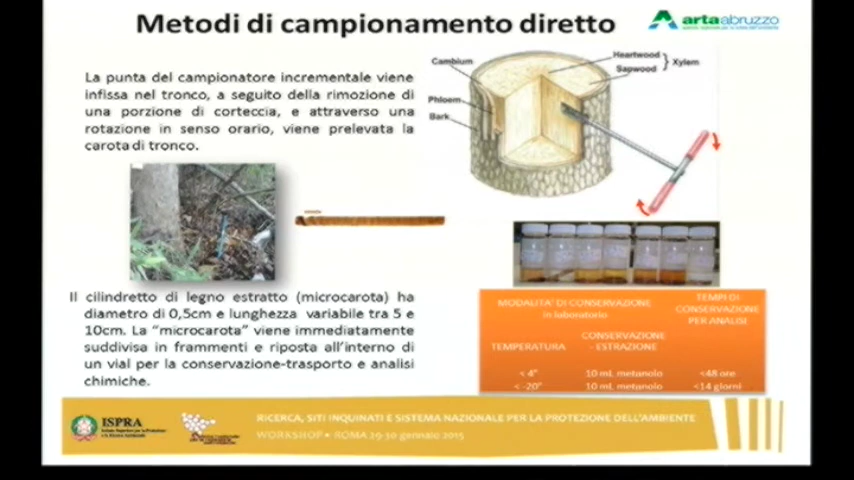 Metodi di campionamento diretto
artaabruzzo
La punta del campionatore incrementale viene
infissa nel tronco, a seguito della rimozione di
una porzione di corteccia, e attraverso una
rotazione in senso orario, viene prelevata la
carota di tronco.
Cambium
Phloem
Bark
Heartwood
Sapwood
Xylem
Il cilindretto di legno estratto (microcarota) ha
diametro di 0,5cm e lunghezza variabile tra 5 e
10cm. La “microcarota” viene immediatamente
suddivisa in frammenti e riposta all'interno di
un vial per la conservazione-trasporto e analisi
chimiche.
MODALITA' DI CONSERVAZIONE
in laboratorio
TEMPI DI
CONSERVAZIONE
PER ANALISI
TEMPERATURA
CONSERVAZIONE
- ESTRAZIONE
< 4° 10 mL metanolo <48 ore
< -20° 10 mL metanolo <14 giorni
ISPRA
RICERCA, SITI INQUINATI E SISTEMA NAZIONALE PER LA PROTEZIONE DELL'AMBIENTE
WORKSHOP • ROMA 29-30 gennaio 2015